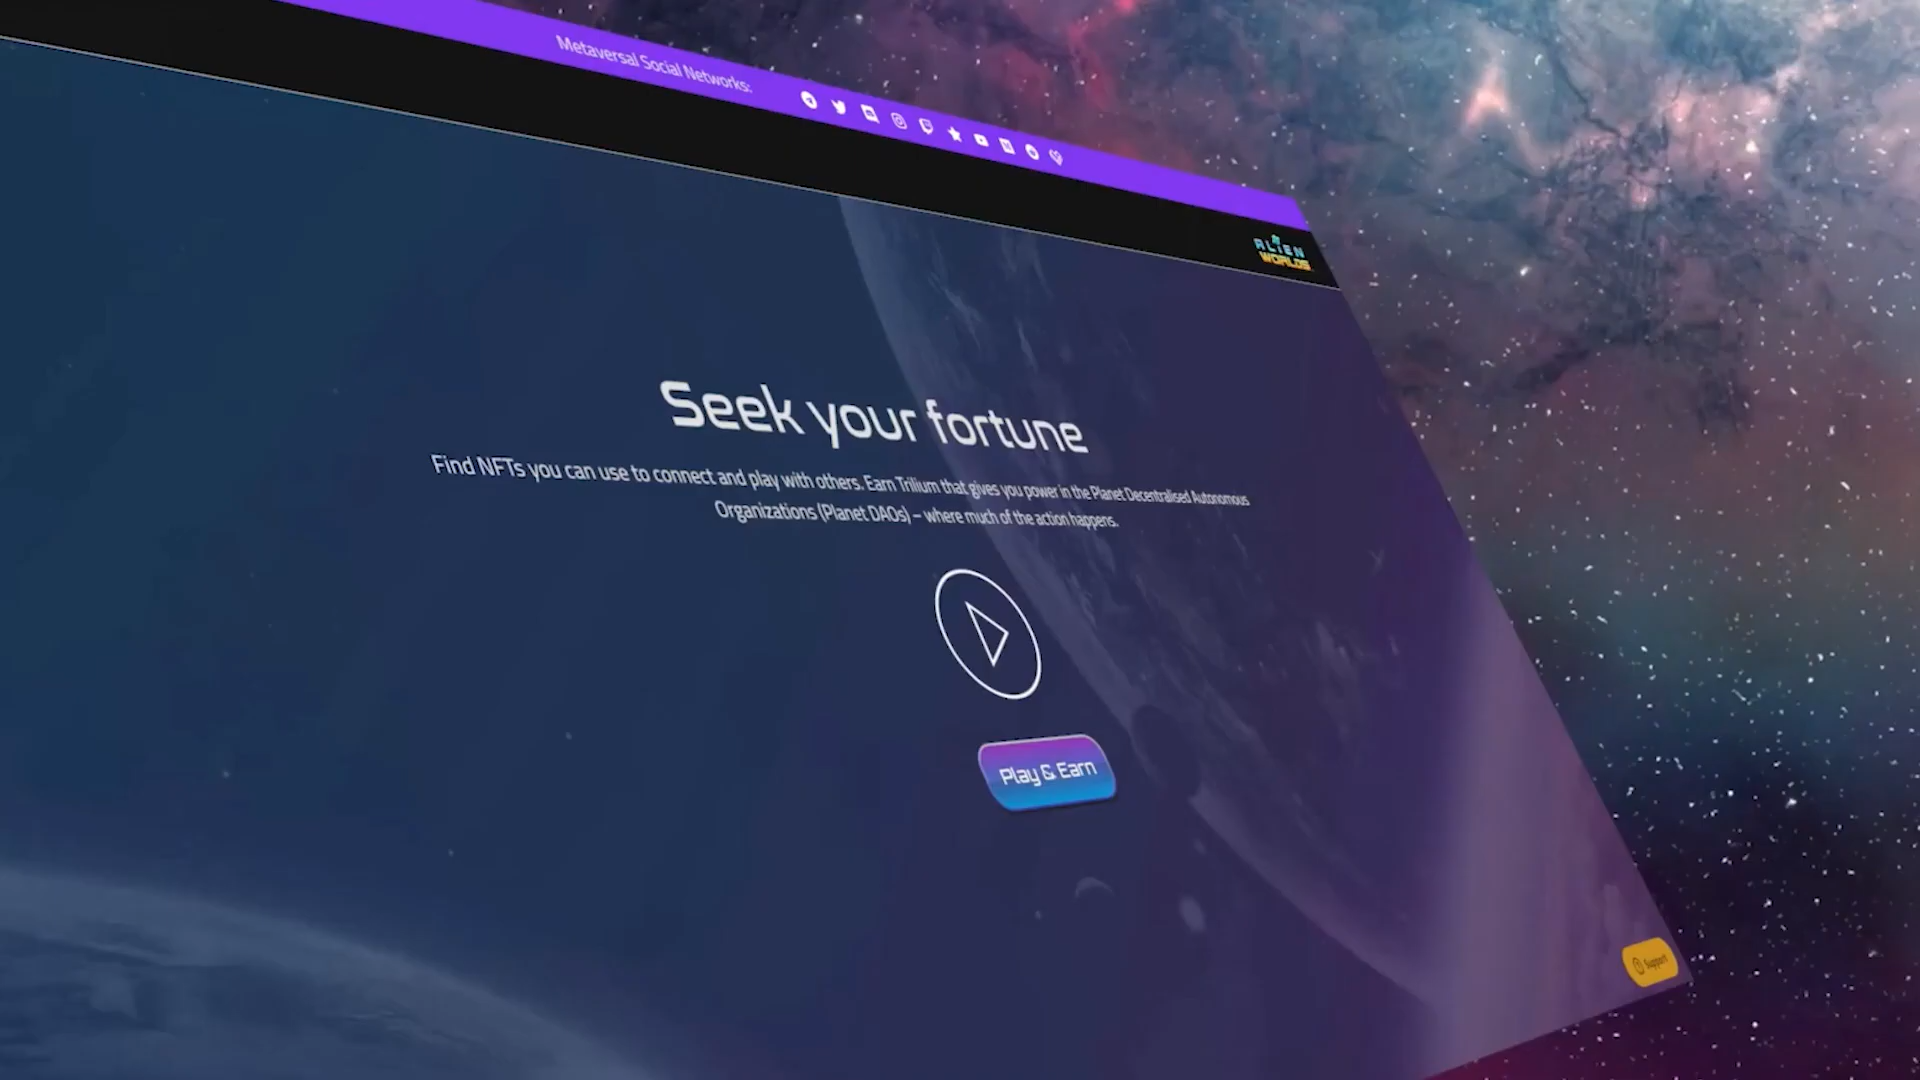 Metaversal Social Networks:
ALIEN
WORLDS
Seek your fortune
Find NFTs you can use to connect and play with others. Earn Trilium that gives you power in the Planet Decentralised Autonomous
Organizations (Planet DAOs) – where much of the action happens.
Play & Earn
Support